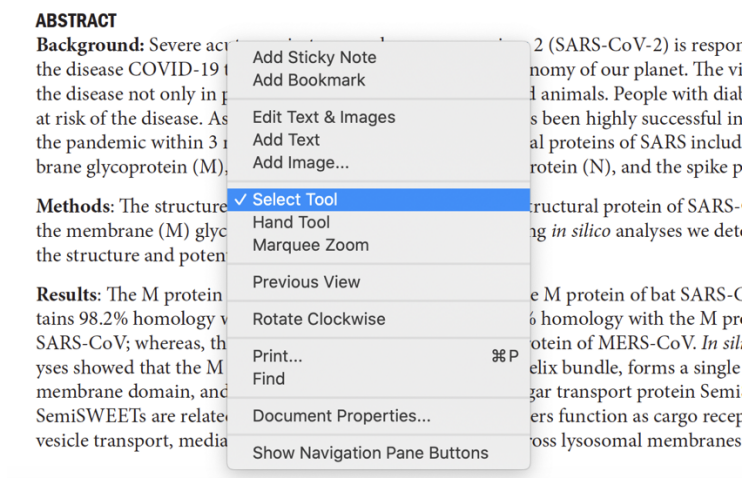 ABSTRACT
Background: Severe acu
2 (SARS-CoV-2) is respon
the disease COVID-19
nomy of our planet. The vi
the disease not only in
d animals. People with diab
at risk of the disease. As
s been highly successful in
the pandemic within 3
al proteins of SARS includ
brane glycoprotein (M),
rotein (N), and the spike p
Methods: The structure
tructural protein of SARS-
the membrane (M) glyc
ng in silico analyses we dete
the structure and poten
Results: The M protein
e M protein of bat SARS-C
tains 98.2% homology
homology with the M pro
SARS-CoV; whereas, th
otein of MERS-CoV. In sili
yses showed that the M
elix bundle, forms a single
membrane domain, and
gar transport protein Semi
SemiSWEETs are relate
ers function as cargo recep
vesicle transport, media
oss lysosomal membranes
Add Sticky Note
Add Bookmark
Edit Text & Images
Add Text
Add Image...
✓ Select Tool
Hand Tool
Marquee Zoom
Previous View
Rotate Clockwise
Print... ⌘P
Find
Document Properties...
Show Navigation Pane Buttons